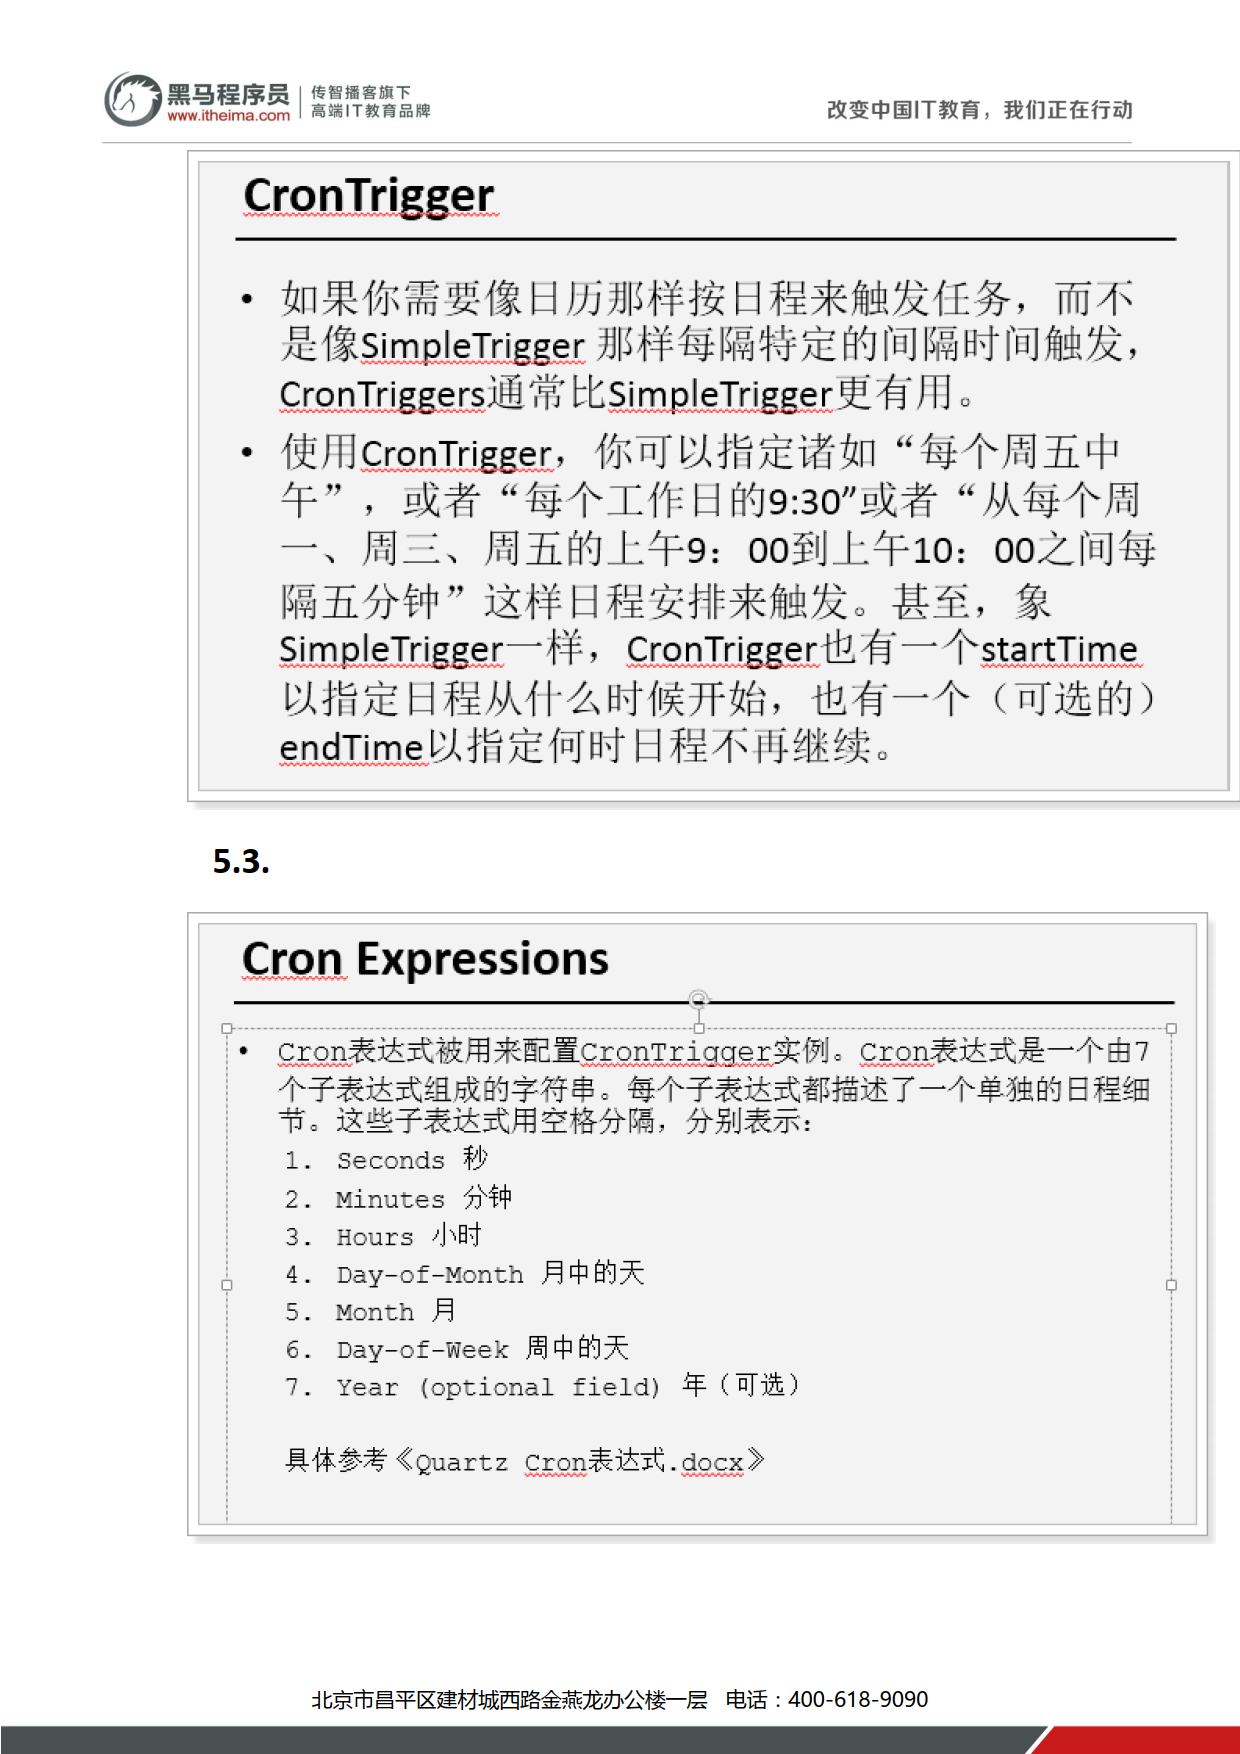 黑马程序员
www.itheima.com
传智播客旗下
高端IT教育品牌
改变中国IT教育，我们正在行动
CronTrigger
• 如果你需要像日历那样按日程来触发任务，而不
是像SimpleTrigger 那样每隔特定的间隔时间触发，
CronTriggers通常比SimpleTrigger更有用。
• 使用CronTrigger，你可以指定诸如“每个周五中
午”，或者“每个工作日的9:30”或者“从每个周
一、周三、周五的上午9：00到上午10：00之间每
隔五分钟”这样日程安排来触发。甚至，象
SimpleTrigger一样，CronTrigger也有一个startTime
以指定日程从什么时候开始，也有一个（可选的）
endTime以指定何时日程不再继续。
5.3.
Cron Expressions
• Cron表达式被用来配置CronTrigger实例。Cron表达式是一个由7
个子表达式组成的字符串。每个子表达式都描述了一个单独的日程细
节。这些子表达式用空格分隔，分别表示：
1. Seconds 秒
2. Minutes 分钟
3. Hours 小时
4. Day-of-Month 月中的天
5. Month 月
6. Day-of-Week 周中的天
7. Year (optional field) 年（可选）
具体参考《Quartz Cron表达式.docx》
北京市昌平区建材城西路金燕龙办公楼一层 电话：400-618-9090